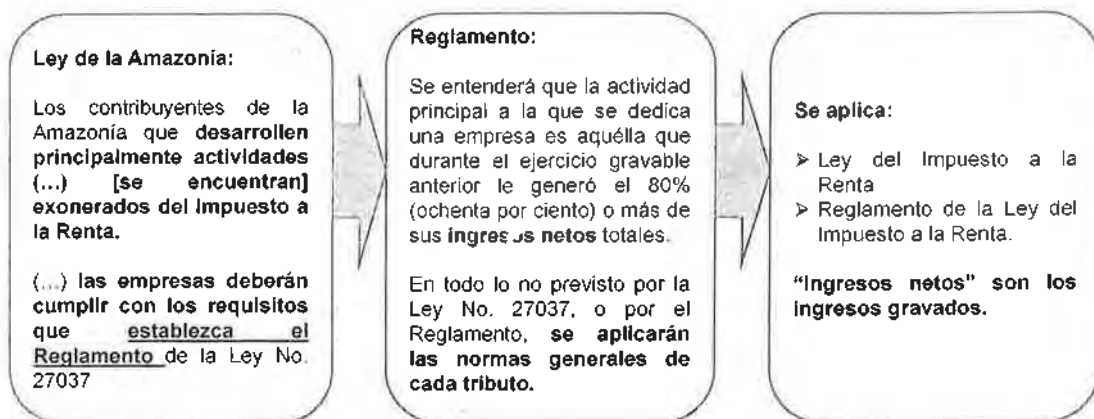 Ley de la Amazonía:
Los contribuyentes de la
Amazonía que desarrollen
principalmente actividades
(...) [se encuentran]
exonerados del Impuesto a
la Renta.
(...) las empresas deberán
cumplir con los requisitos
que establezca el
Reglamento de la Ley No.
27037
Reglamento:
Se entenderá que la actividad
principal a la que se dedica
una empresa es aquélla que
durante el ejercicio gravable
anterior le generó el 80%
(ochenta por ciento) o más de
sus ingresos netos totales.
En todo lo no previsto por la
Ley No. 27037, o por el
Reglamento, se aplicarán
las normas generales de
cada tributo.
Se aplica:
➢ Ley del Impuesto a la
Renta
➢ Reglamento de la Ley del
Impuesto a la Renta.
"Ingresos netos" son los
ingresos gravados.